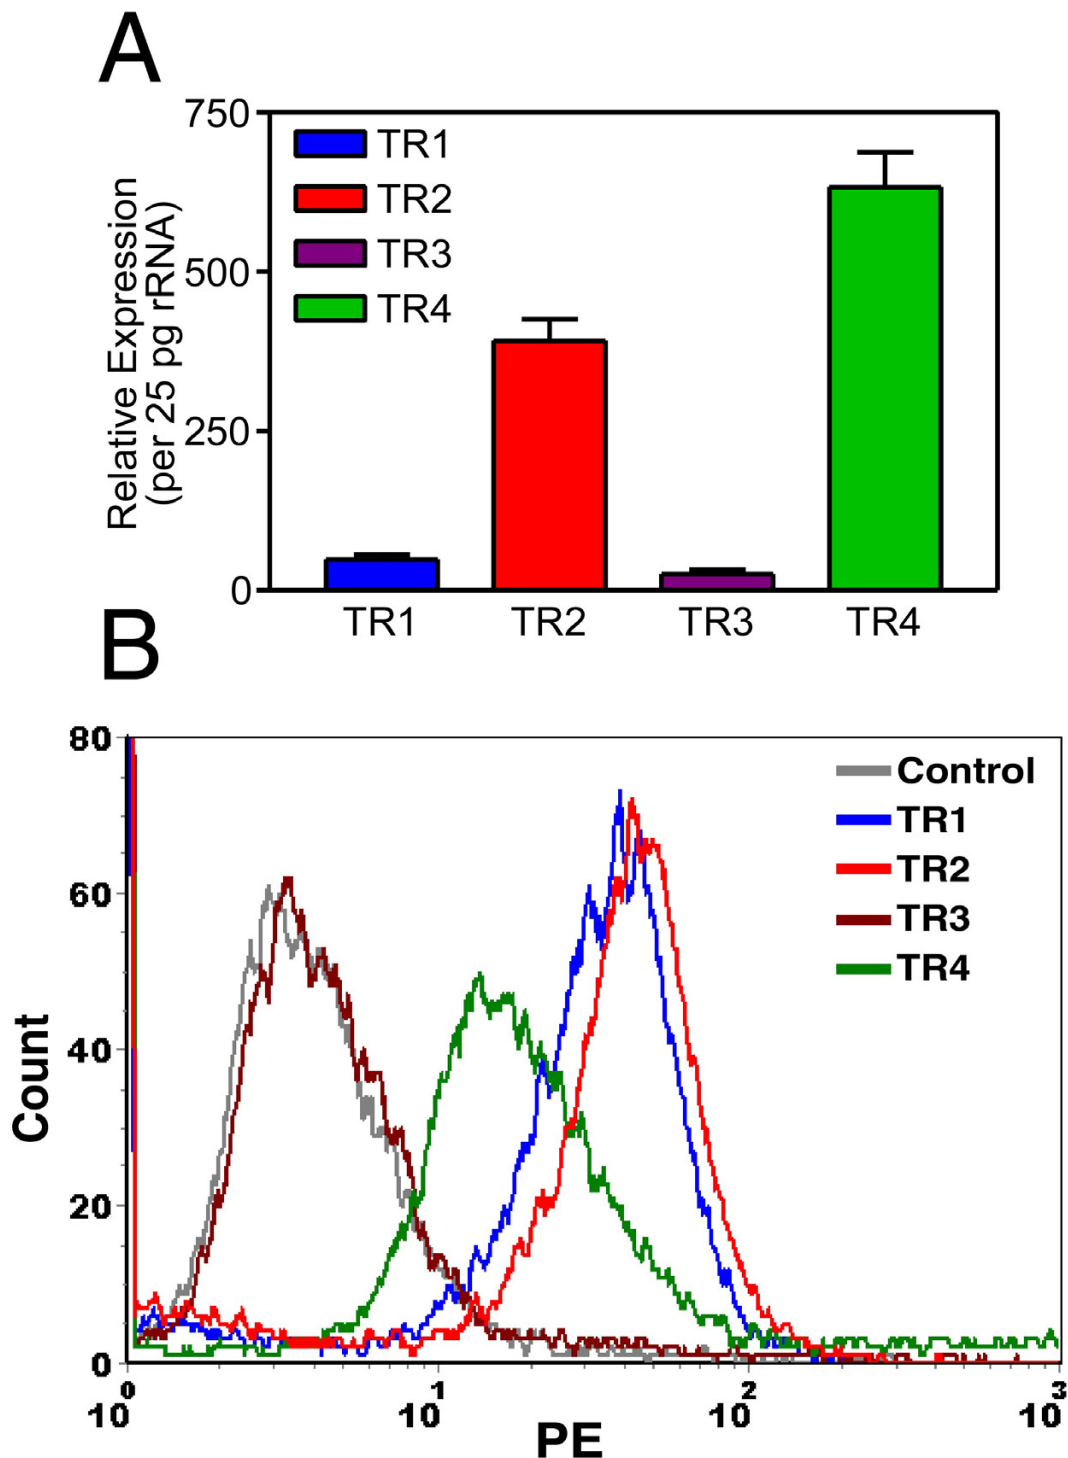 A
750
500
250
0
Relative Expression
(per 25 pg rRNA)
TR1
TR2
TR3
TR4
TR1 TR2 TR3 TR4
B
80
60
40
20
0
Count
Control
TR1
TR2
TR3
TR4
10^0 10^1 10^2 10^3
PE